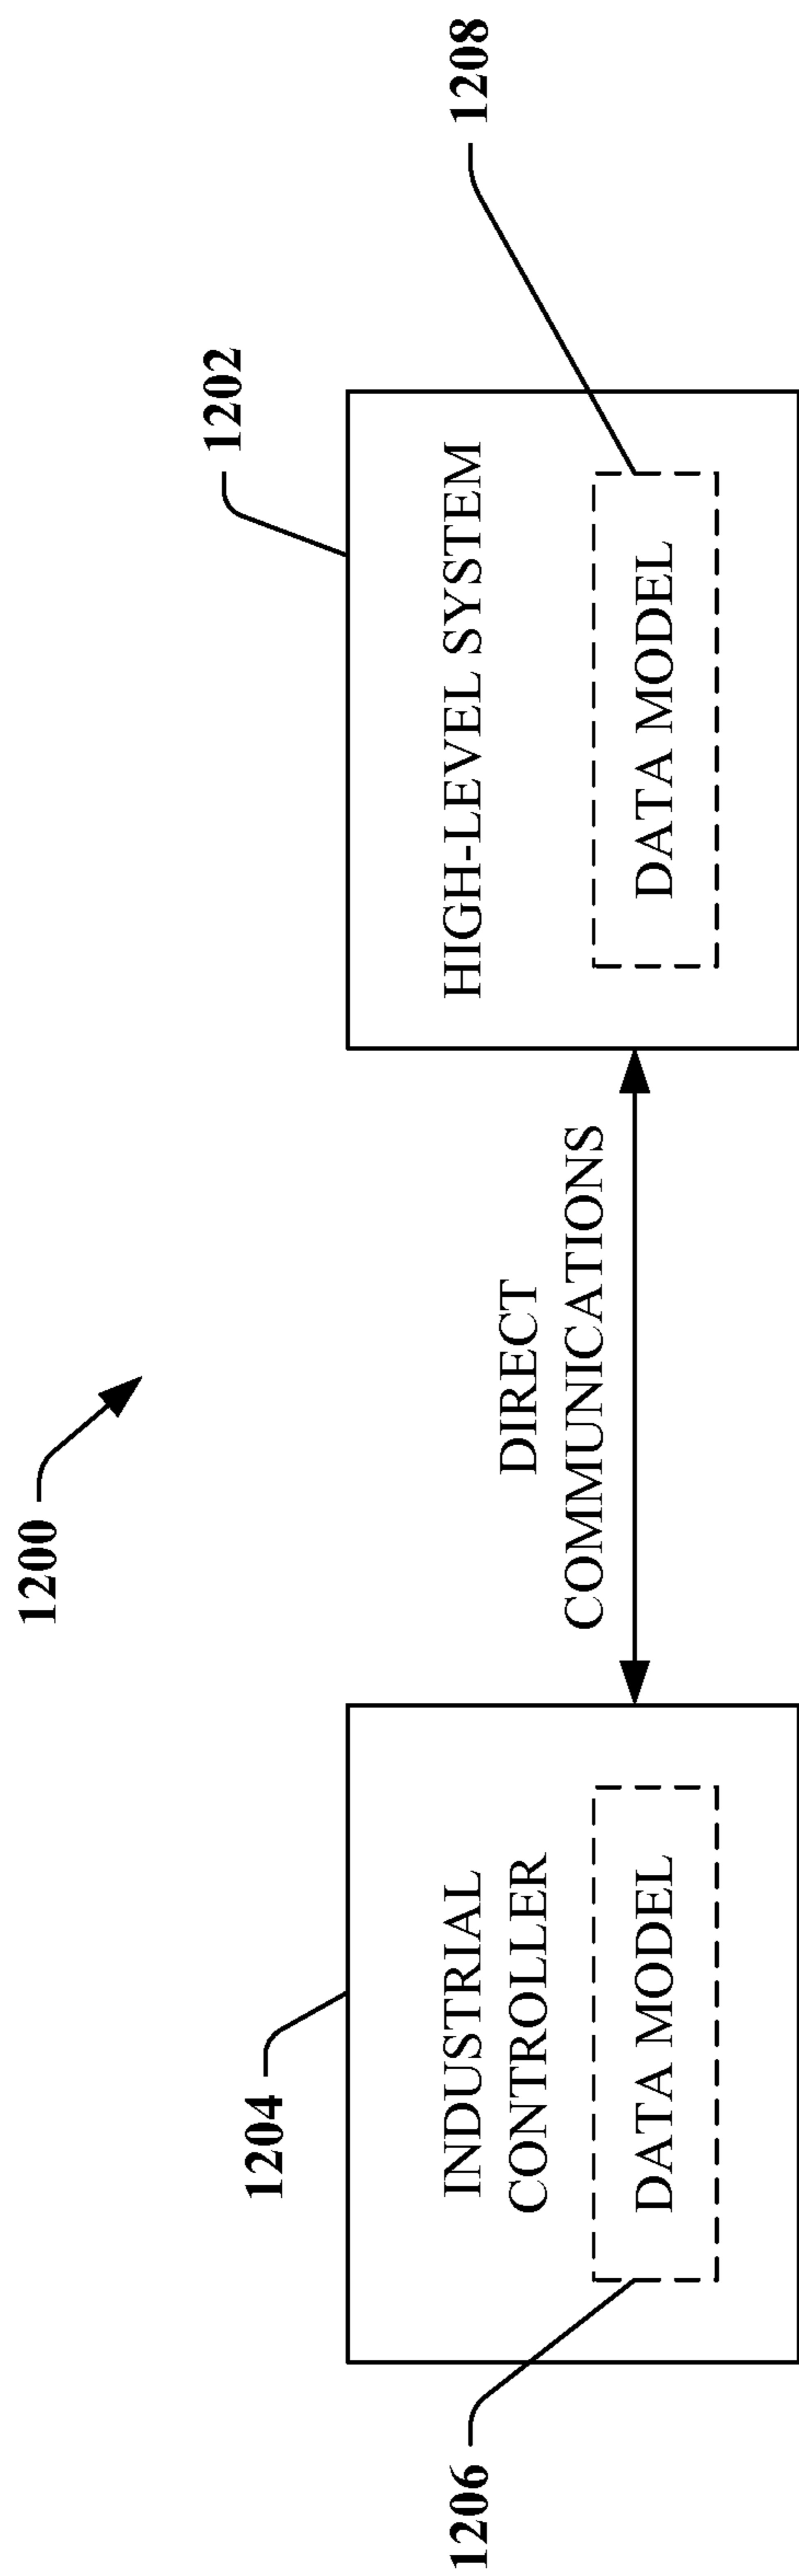 1200
1204
1202
INDUSTRIAL
CONTROLLER
DATA MODEL
1206
DIRECT
COMMUNICATIONS
HIGH-LEVEL SYSTEM
DATA MODEL
1208